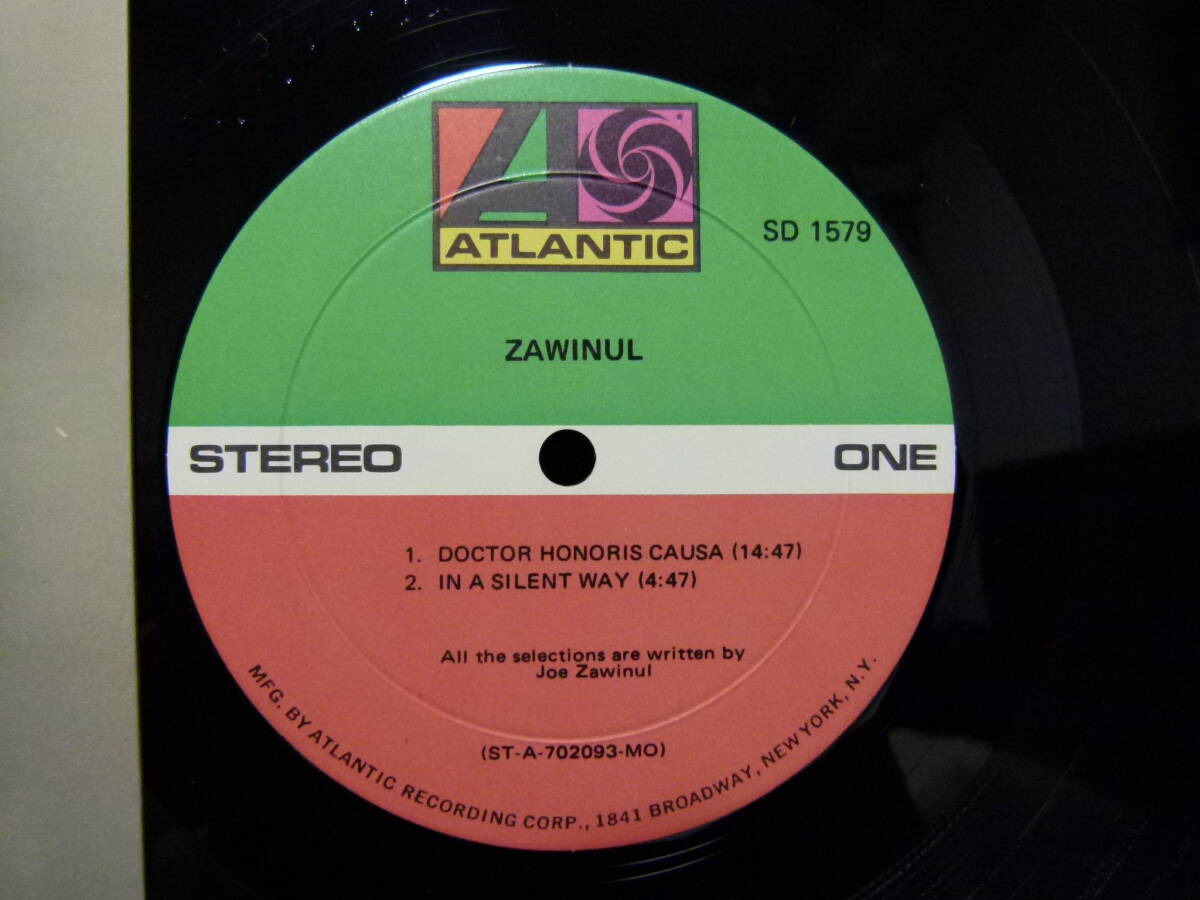 ATLANTIC
SD 1579
ZAWINUL
STEREO
ONE
1. DOCTOR HONORIS CAUSA (14:47)
2. IN A SILENT WAY (4:47)
All the selections are written by
Joe Zawinul
(ST-A-702093-MO)
MFG. BY ATLANTIC RECORDING CORP., 1841 BROADWAY, NEW YORK, N.Y.